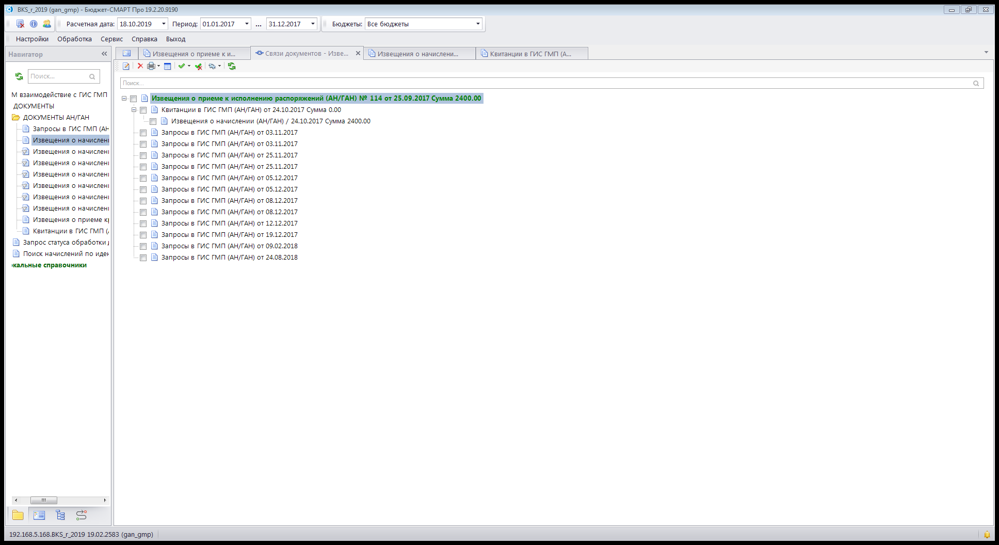 BKS_r_2019 (gan_gmp) - Бюджет-СМАРТ Про 19.2.20.9190
Расчетная дата: 18.10.2019 Период: 01.01.2017 ... 31.12.2017 Бюджеты: Все бюджеты
Настройки Обработка Сервис Справка Выход
Навигатор «
Поиск...
М взаимодействие с ГИС ГМП
ДОКУМЕНТЫ
ДОКУМЕНТЫ АН/ГАН
Запросы в ГИС ГМП (АН
Извещения о начислени
Извещения о начислени
Извещения о начислени
Извещения о начислени
Извещения о начислени
Извещения о начислени
Извещения о начислени
Извещения о приеме кр
Квитанции в ГИС ГМП (А
Запрос статуса обработки д
Поиск начислений по иден
окальные справочники
Извещения о приеме к и... Связи документов - Изве... Извещения о начислени... Квитанции в ГИС ГМП (А...
Поиск...
Извещения о приеме к исполнению распоряжений (АН/ГАН) № 114 от 25.09.2017 Сумма 2400.00
Квитанции в ГИС ГМП (АН/ГАН) от 24.10.2017 Сумма 0.00
Извещения о начислении (АН/ГАН) / 24.10.2017 Сумма 2400.00
Запросы в ГИС ГМП (АН/ГАН) от 03.11.2017
Запросы в ГИС ГМП (АН/ГАН) от 03.11.2017
Запросы в ГИС ГМП (АН/ГАН) от 25.11.2017
Запросы в ГИС ГМП (АН/ГАН) от 25.11.2017
Запросы в ГИС ГМП (АН/ГАН) от 05.12.2017
Запросы в ГИС ГМП (АН/ГАН) от 05.12.2017
Запросы в ГИС ГМП (АН/ГАН) от 08.12.2017
Запросы в ГИС ГМП (АН/ГАН) от 08.12.2017
Запросы в ГИС ГМП (АН/ГАН) от 12.12.2017
Запросы в ГИС ГМП (АН/ГАН) от 19.12.2017
Запросы в ГИС ГМП (АН/ГАН) от 09.02.2018
Запросы в ГИС ГМП (АН/ГАН) от 24.08.2018
192.168.5.168.BKS_r_2019 19.02.2583 (gan_gmp)